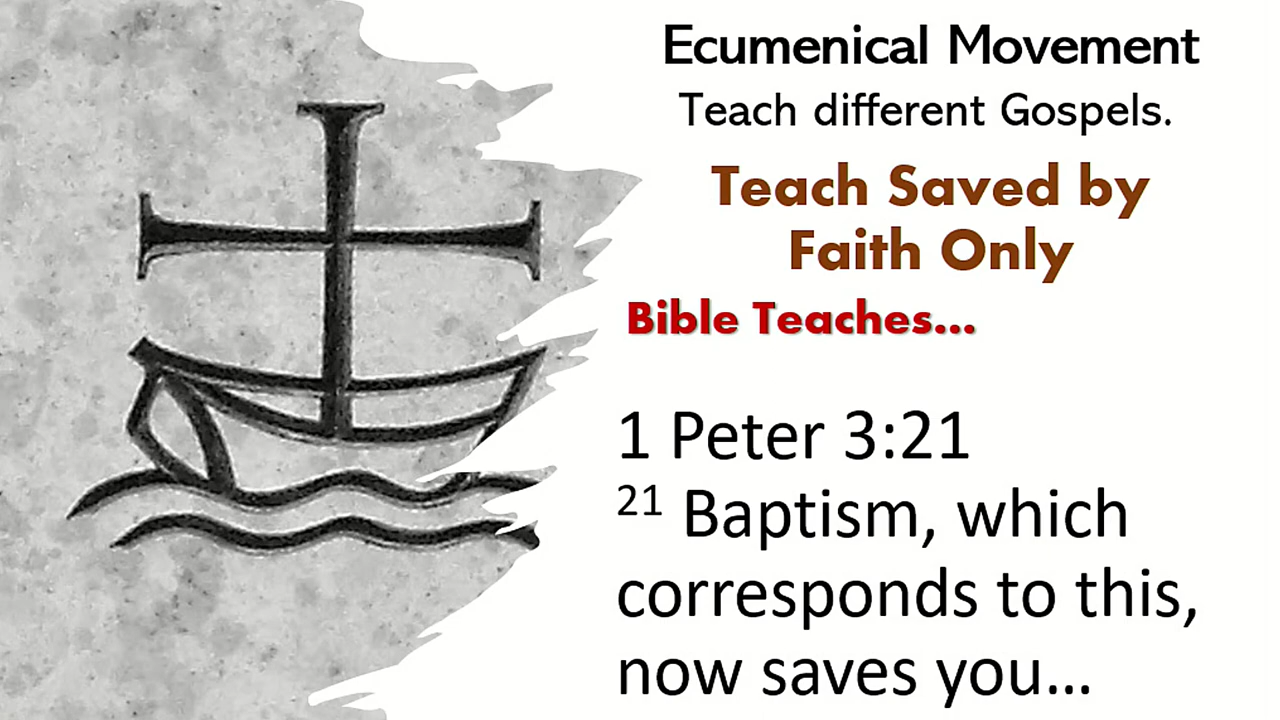 Ecumenical Movement
Teach different Gospels.
Teach Saved by
Faith Only
Bible Teaches...
1 Peter 3:21
21 Baptism, which
corresponds to this,
now saves you...